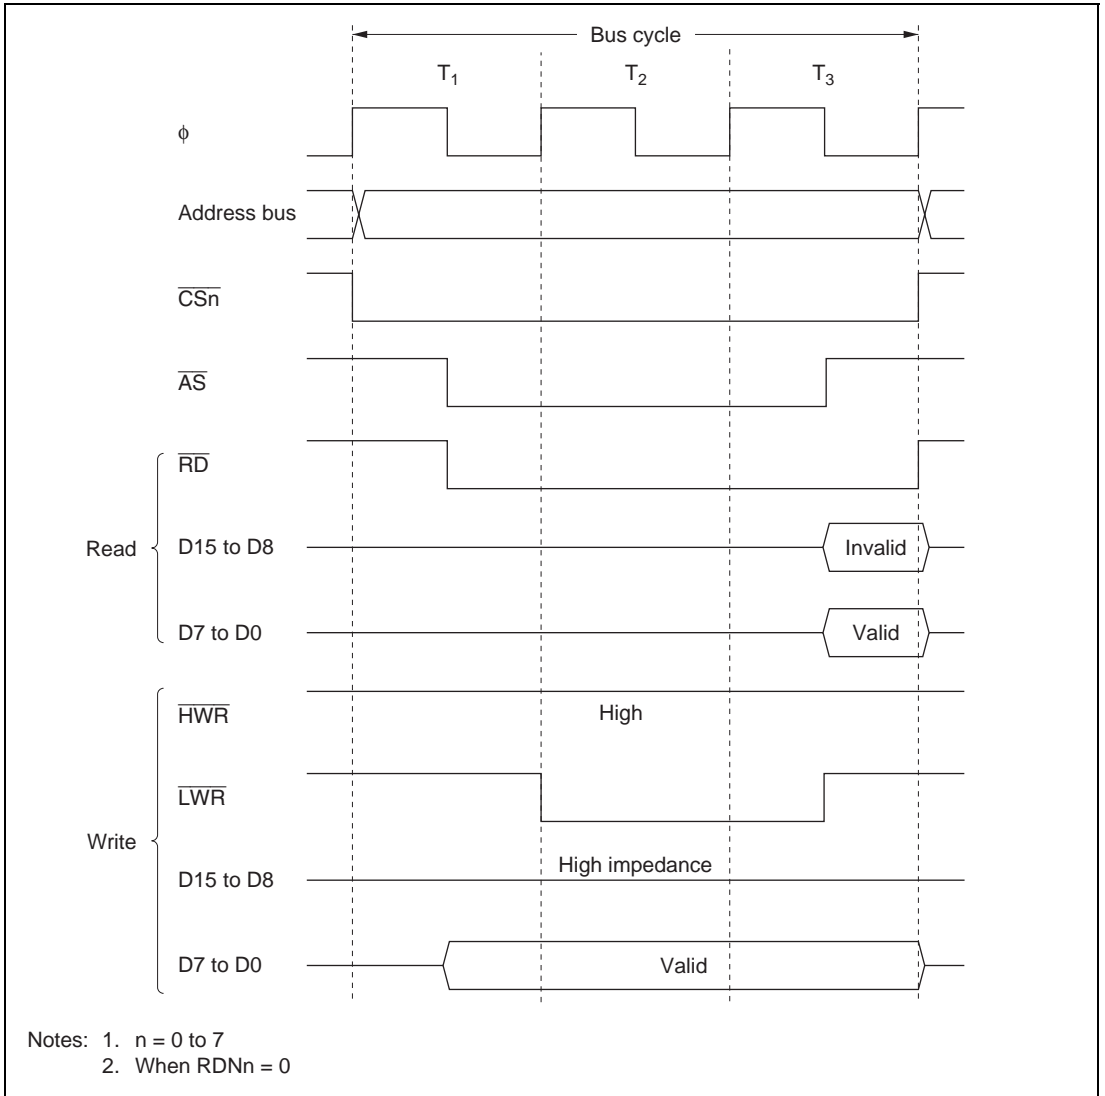 Bus cycle
T1 T2 T3
φ
Address bus
CSn
AS
RD
Read D15 to D8 Invalid
D7 to D0 Valid
HWR High
LWR
Write
High impedance
D15 to D8
D7 to D0 Valid
Notes: 1. n = 0 to 7
2. When RDNn = 0